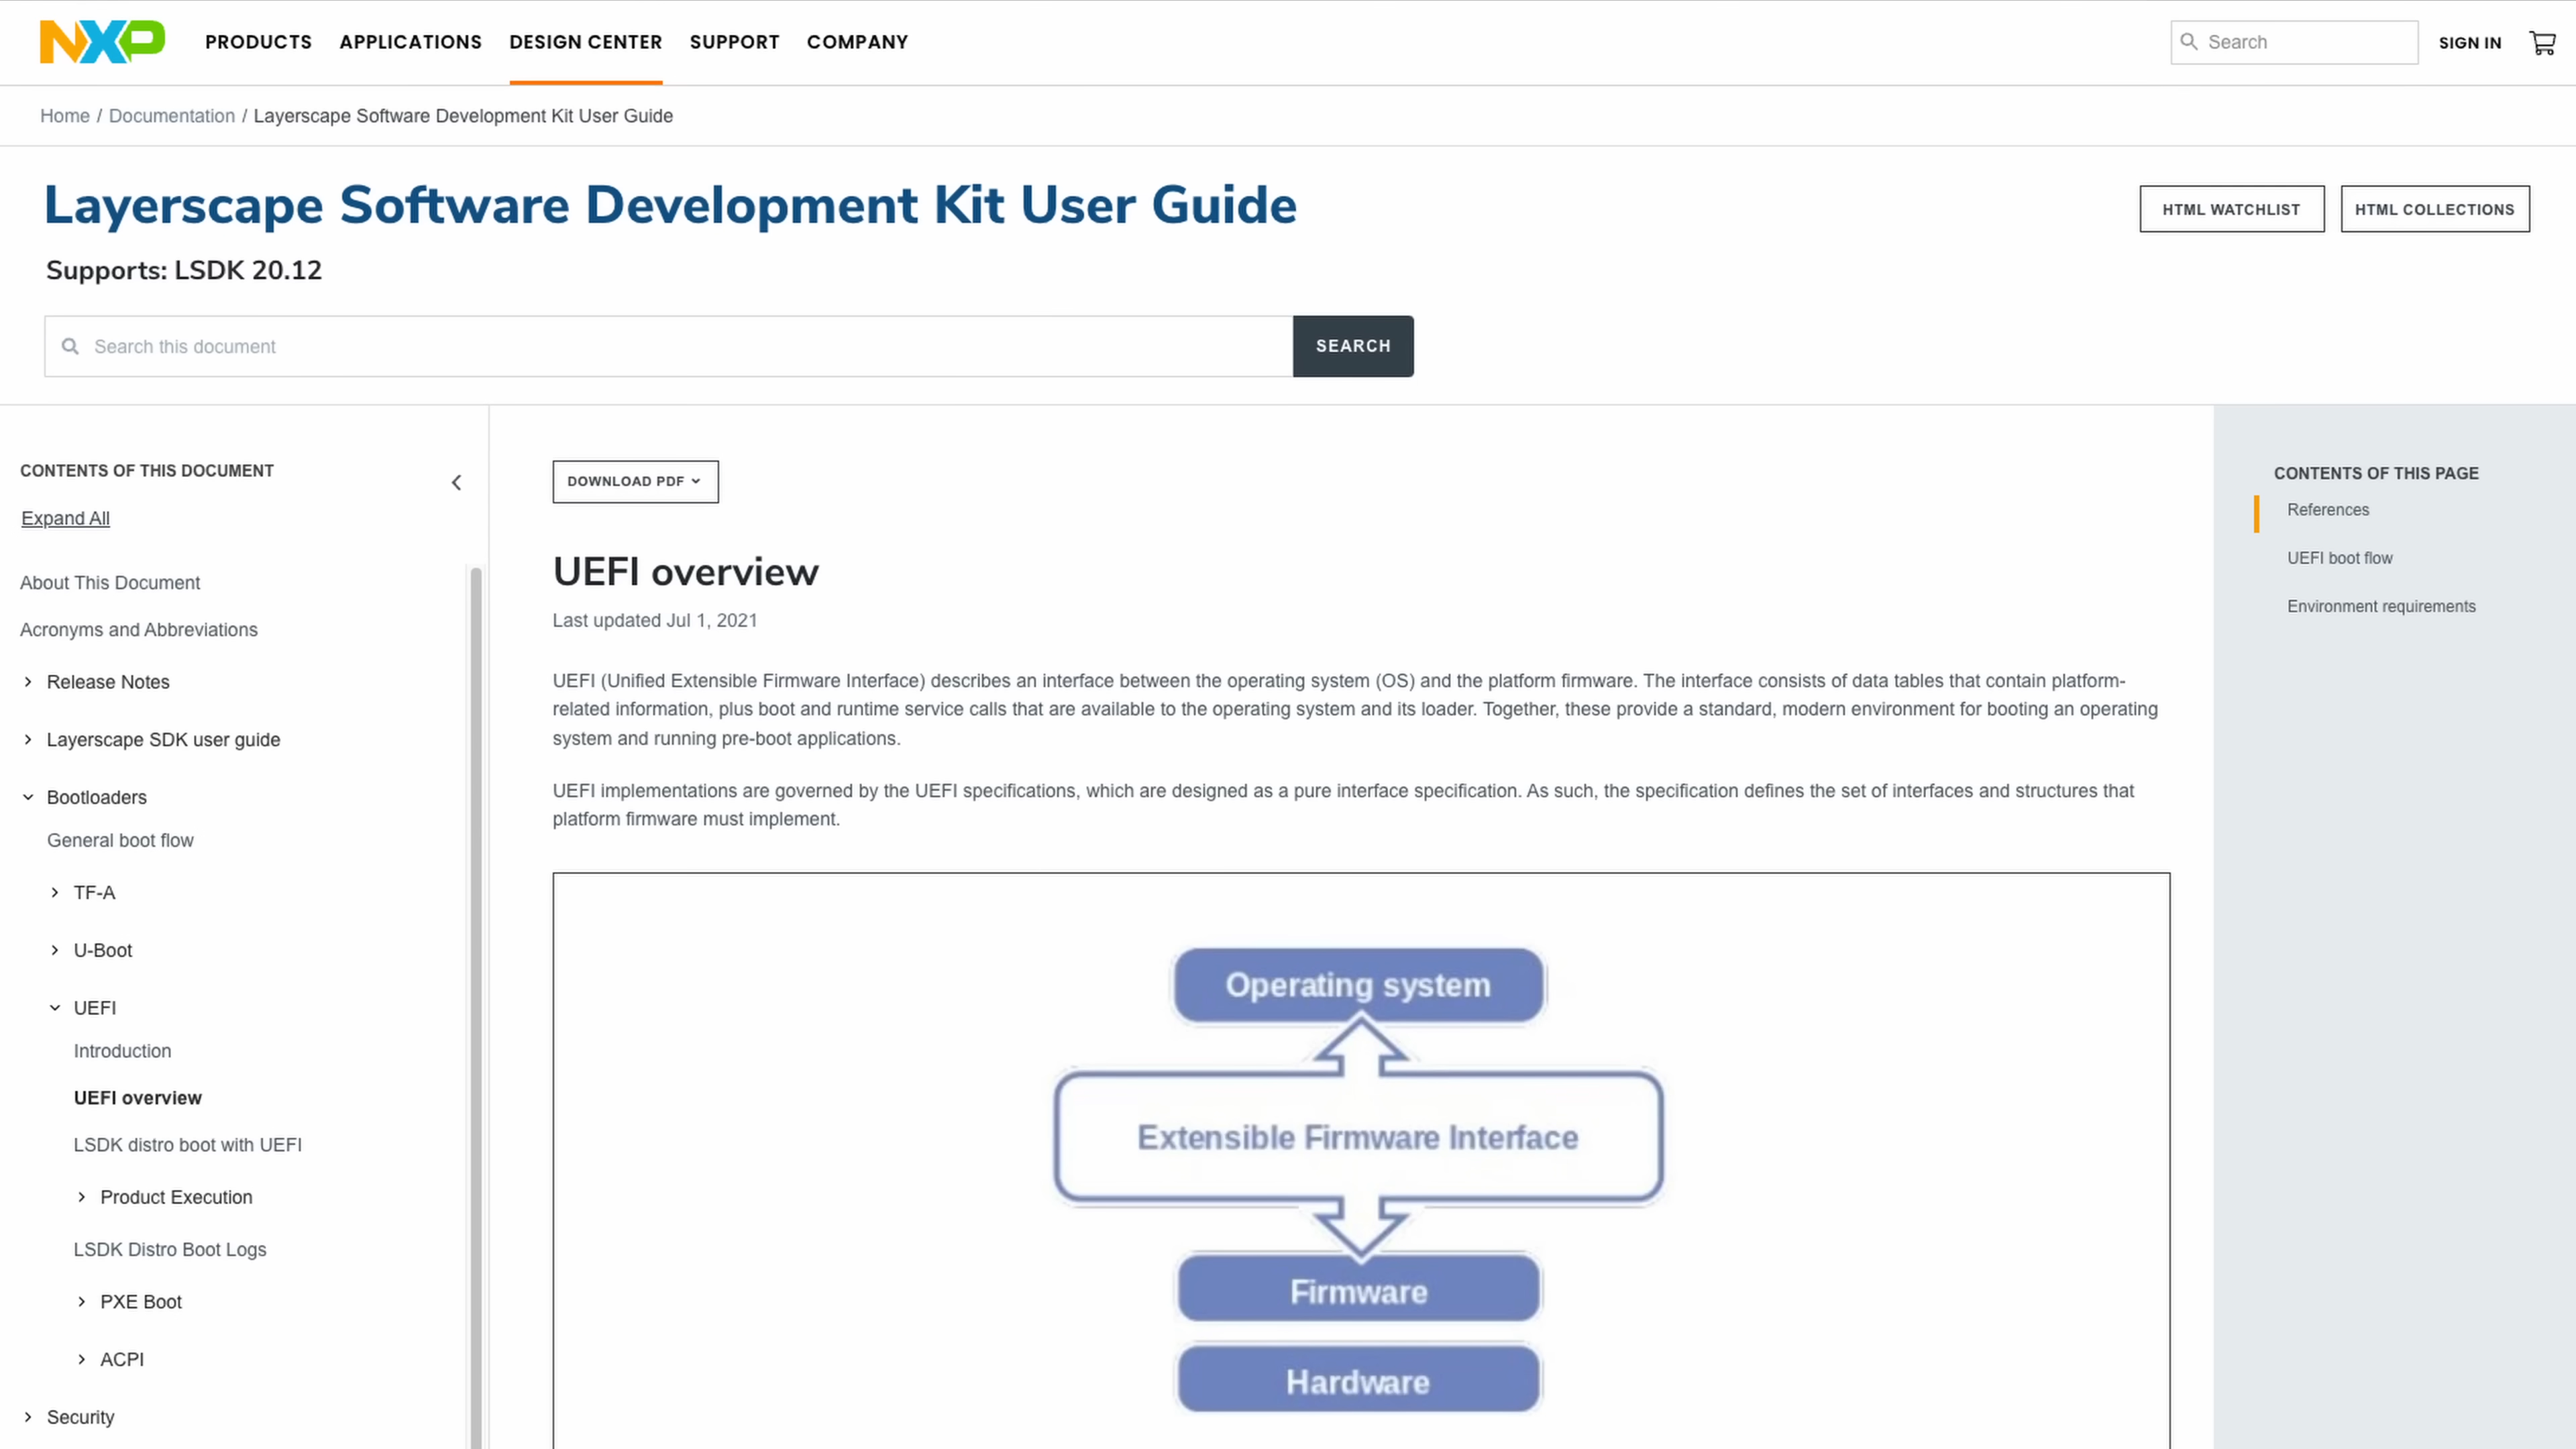 NXP
PRODUCTS
APPLICATIONS
DESIGN CENTER
SUPPORT
COMPANY
Search
SIGN IN
Home / Documentation / Layerscape Software Development Kit User Guide
Layerscape Software Development Kit User Guide
HTML WATCHLIST
HTML COLLECTIONS
Supports: LSDK 20.12
Search this document
SEARCH
CONTENTS OF THIS DOCUMENT
Expand All
About This Document
Acronyms and Abbreviations
Release Notes
Layerscape SDK user guide
Bootloaders
General boot flow
TF-A
U-Boot
UEFI
Introduction
UEFI overview
LSDK distro boot with UEFI
Product Execution
LSDK Distro Boot Logs
PXE Boot
ACPI
Security
DOWNLOAD PDF
UEFI overview
Last updated Jul 1, 2021
UEFI (Unified Extensible Firmware Interface) describes an interface between the operating system (OS) and the platform firmware. The interface consists of data tables that contain platform-
related information, plus boot and runtime service calls that are available to the operating system and its loader. Together, these provide a standard, modern environment for booting an operating
system and running pre-boot applications.
UEFI implementations are governed by the UEFI specifications, which are designed as a pure interface specification. As such, the specification defines the set of interfaces and structures that
platform firmware must implement.
Operating system
Extensible Firmware Interface
Firmware
Hardware
CONTENTS OF THIS PAGE
References
UEFI boot flow
Environment requirements